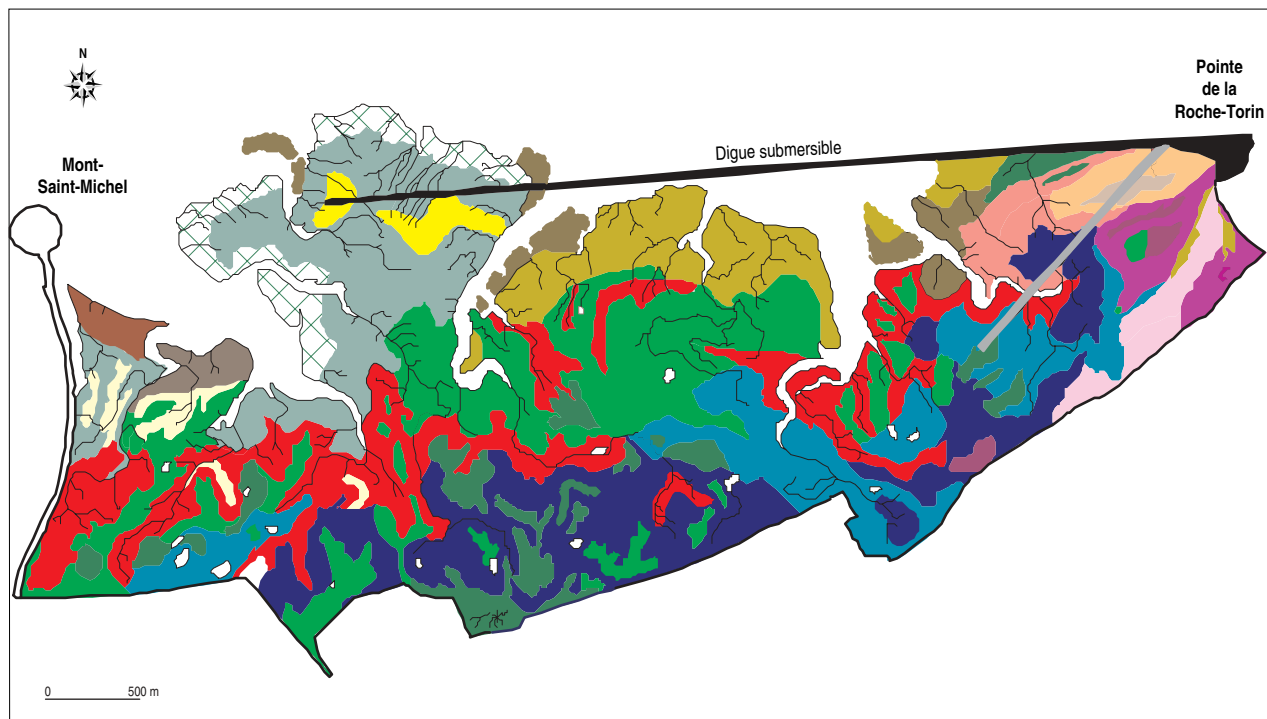 N
Mont-
Saint-Michel
Digue submersible
Pointe
de la
Roche-Torin
0 500 m